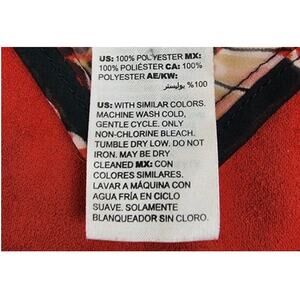 US: 100% POLYESTER MX:
100% POLIÉSTER CA: 100%
POLYESTER AE/KW:
%100 بوليستر
US: WITH SIMILAR COLORS.
MACHINE WASH COLD,
GENTLE CYCLE. ONLY
NON-CHLORINE BLEACH.
TUMBLE DRY LOW. DO NOT
IRON. MAY BE DRY
CLEANED MX: CON
COLORES SIMILARES.
LAVAR A MÁQUINA CON
AGUA FRÍA EN CICLO
SUAVE. SOLAMENTE
BLANQUEADOR SIN CLORO.